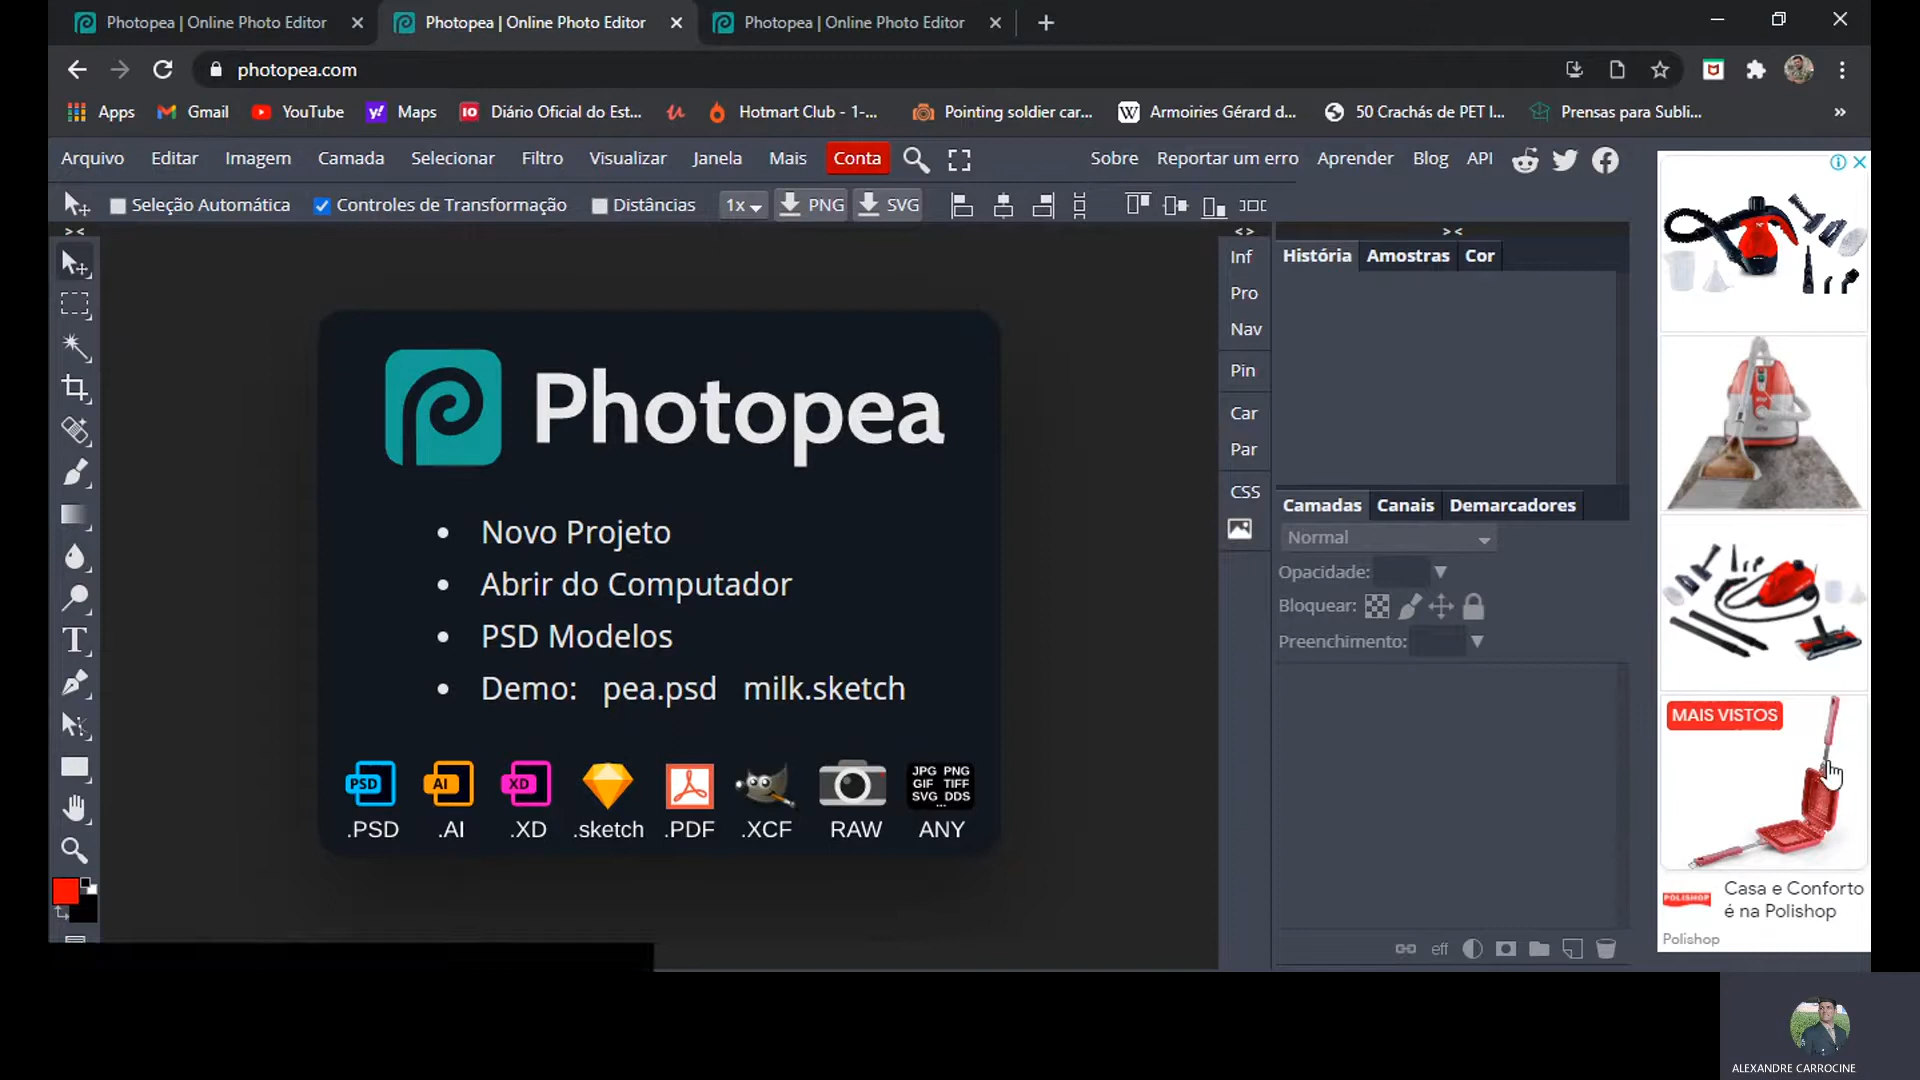 Photopea | Online Photo Editor
Photopea | Online Photo Editor
Photopea | Online Photo Editor
photopea.com
Apps Gmail YouTube Maps Diário Oficial do Est... Hotmart Club - 1-... Pointing soldier car... Armoiries Gérard d... 50 Crachás de PET I... Prensas para Subli... »
Arquivo Editar Imagem Camada Selecionar Filtro Visualizar Janela Mais Conta Sobre Reportar um erro Aprender Blog API
Seleção Automática Controles de Transformação Distâncias 1x PNG SVG
> <
< >
> <
Inf
Pro
Nav
Pin
Car
Par
CSS
História Amostras Cor
Photopea
• Novo Projeto
• Abrir do Computador
• PSD Modelos
• Demo: pea.psd milk.sketch
PSD AI XD JPG PNG
GIF TIFF
SVG DDS
...
.PSD .AI .XD .sketch .PDF .XCF RAW ANY
Camadas Canais Demarcadores
Normal
Opacidade:
Bloquear:
Preenchimento:
eff
MAIS VISTOS
POLISHOP
Casa e Conforto
é na Polishop
Polishop
ALEXANDRE CARROCINE